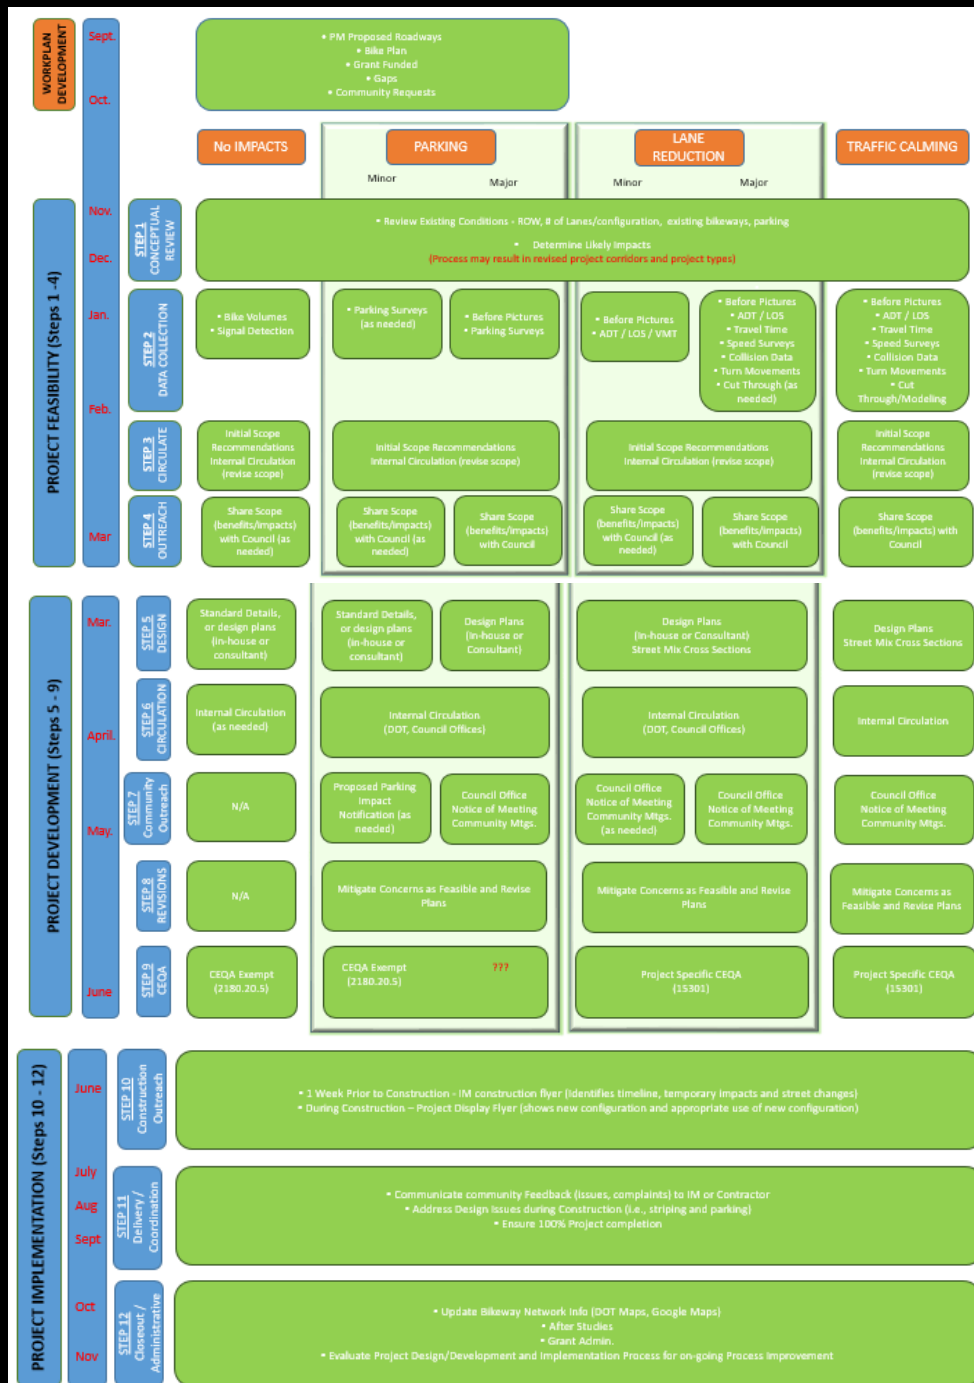 WORKPLAN
DEVELOPMENT
Sept.
Oct.
• PM Proposed Roadways
• Bike Plan
• Grant Funded
• Gaps
• Community Requests
No IMPACTS
PARKING
Minor
Major
LANE
REDUCTION
Minor
Major
TRAFFIC CALMING
PROJECT FEASIBILITY (Steps 1 -4)
Nov.
Dec.
STEP 1
CONCEPTUAL
REVIEW
• Review Existing Conditions - ROW, # of Lanes/configuration, existing bikeways, parking
• Determine Likely Impacts
(Process may result in revised project corridors and project types)
Jan.
Feb.
STEP 2
DATA COLLECTION
• Bike Volumes
• Signal Detection
• Parking Surveys
(as needed)
• Before Pictures
• Parking Surveys
• Before Pictures
• ADT / LOS / VMT
• Before Pictures
• ADT / LOS
• Travel Time
• Speed Surveys
• Collision Data
• Turn Movements
• Cut Through (as
needed)
• Before Pictures
• ADT / LOS
• Travel Time
• Speed Surveys
• Collision Data
• Turn Movements
• Cut
Through/Modeling
STEP 3
CIRCULATE
Initial Scope
Recommendations
Internal Circulation
(revise scope)
Initial Scope Recommendations
Internal Circulation (revise scope)
Initial Scope Recommendations
Internal Circulation (revise scope)
Initial Scope
Recommendations
Internal Circulation
(revise scope)
Mar
STEP 4
OUTREACH
Share Scope
(benefits/impacts)
with Council (as
needed)
Share Scope
(benefits/impacts)
with Council (as
needed)
Share Scope
(benefits/impacts)
with Council
Share Scope
(benefits/impacts)
with Council (as
needed)
Share Scope
(benefits/impacts)
with Council
Share Scope
(benefits/impacts) with
Council
PROJECT DEVELOPMENT (Steps 5 - 9)
Mar.
STEP 5
DESIGN
Standard Details,
or design plans
(in-house or
consultant)
Standard Details,
or design plans
(in-house or
consultant)
Design Plans
(In-house or
Consultant)
Design Plans
(In-house or Consultant)
Street Mix Cross Sections
Design Plans
Street Mix Cross Sections
April.
STEP 6
CIRCULATION
Internal Circulation
(as needed)
Internal Circulation
(DOT, Council Offices)
Internal Circulation
(DOT, Council Offices)
Internal Circulation
May.
STEP 7
Community
Outreach
N/A
Proposed Parking
Impact
Notification (as
needed)
Council Office
Notice of Meeting
Community Mtgs.
Council Office
Notice of Meeting
Community Mtgs.
(as needed)
Council Office
Notice of Meeting
Community Mtgs.
Council Office
Notice of Meeting
Community Mtgs.
STEP 8
REVISIONS
N/A
Mitigate Concerns as Feasible and Revise
Plans
Mitigate Concerns as Feasible and Revise
Plans
Mitigate Concerns as
Feasible and Revise Plans
June
STEP 9
CEQA
CEQA Exempt
(2180.20.5)
CEQA Exempt
(2180.20.5)
???
Project Specific CEQA
(15301)
Project Specific CEQA
(15301)
PROJECT IMPLEMENTATION (Steps 10 - 12)
June
STEP 10
Construction
Outreach
• 1 Week Prior to Construction - IM construction flyer (Identifies timeline, temporary impacts and street changes)
• During Construction – Project Display Flyer (shows new configuration and appropriate use of new configuration)
July
Aug
Sept
STEP 11
Delivery /
Coordination
• Communicate community Feedback (issues, complaints) to IM or Contractor
• Address Design Issues during Construction (i.e., striping and parking)
• Ensure 100% Project completion
Oct
Nov
STEP 12
Closeout /
Administrative
• Update Bikeway Network Info (DOT Maps, Google Maps)
• After Studies
• Grant Admin.
• Evaluate Project Design/Development and Implementation Process for on-going Process Improvement